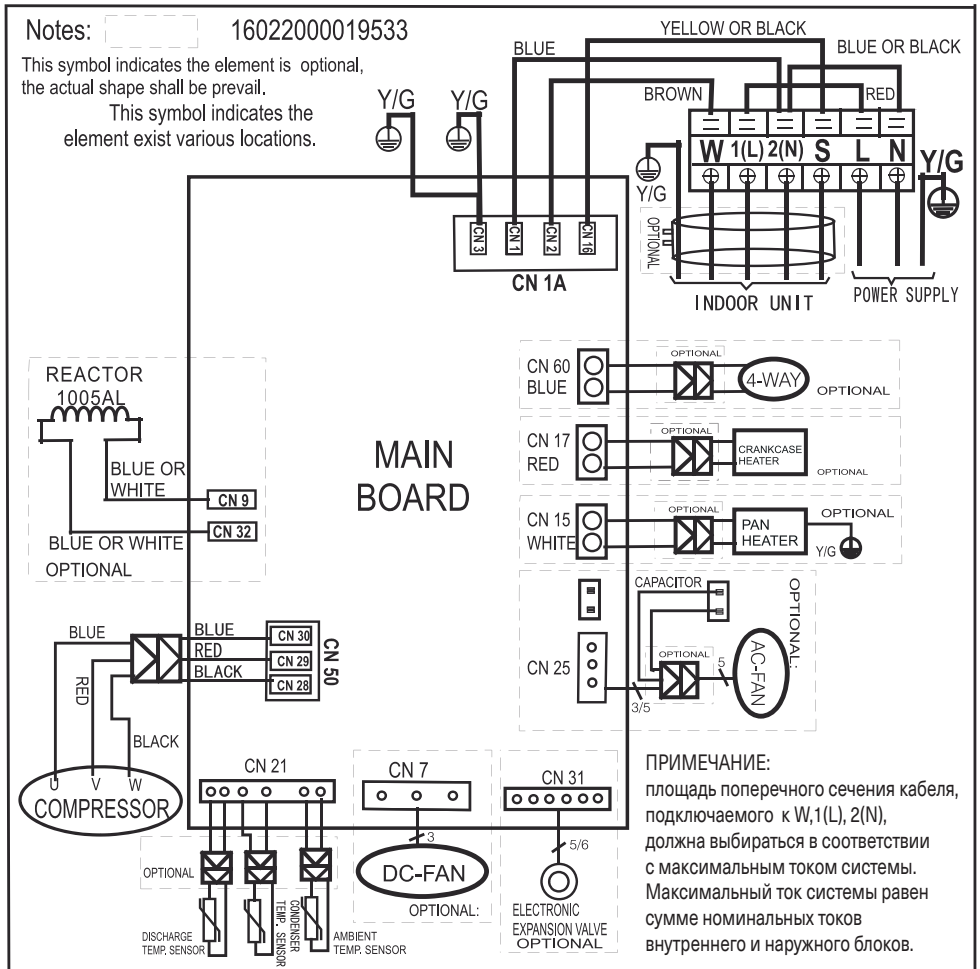 Notes: 16022000019533
This symbol indicates the element is optional,
the actual shape shall be prevail.
This symbol indicates the
element exist various locations.
YELLOW OR BLACK
BLUE
BLUE OR BLACK
BROWN
RED
Y/G
Y/G
W 1(L) 2(N) S L N
Y/G
Y/G
OPTIONAL
INDOOR UNIT
POWER SUPPLY
CN 3
CN 1
CN 2
CN 16
CN 1A
REACTOR
1005AL
BLUE OR
WHITE
CN 9
CN 32
BLUE OR WHITE
OPTIONAL
MAIN
BOARD
CN 60
BLUE
OPTIONAL
4-WAY
OPTIONAL
CN 17
RED
OPTIONAL
CRANKCASE
HEATER
OPTIONAL
CN 15
WHITE
OPTIONAL
PAN
HEATER
OPTIONAL
Y/G
CAPACITOR
OPTIONAL:
CN 25
OPTIONAL
5
AC-FAN
3/5
BLUE
RED
BLACK
BLUE
RED
BLACK
CN 30
CN 29
CN 28
CN 50
U V W
COMPRESSOR
CN 21
OPTIONAL
DISCHARGE
TEMP. SENSOR
CONDENSER
TEMP. SENSOR
AMBIENT
TEMP. SENSOR
CN 7
3
DC-FAN
OPTIONAL:
CN 31
5/6
ELECTRONIC
EXPANSION VALVE
OPTIONAL
ПРИМЕЧАНИЕ:
площадь поперечного сечения кабеля,
подключаемого к W,1(L), 2(N),
должна выбираться в соответствии
с максимальным током системы.
Максимальный ток системы равен
сумме номинальных токов
внутреннего и наружного блоков.